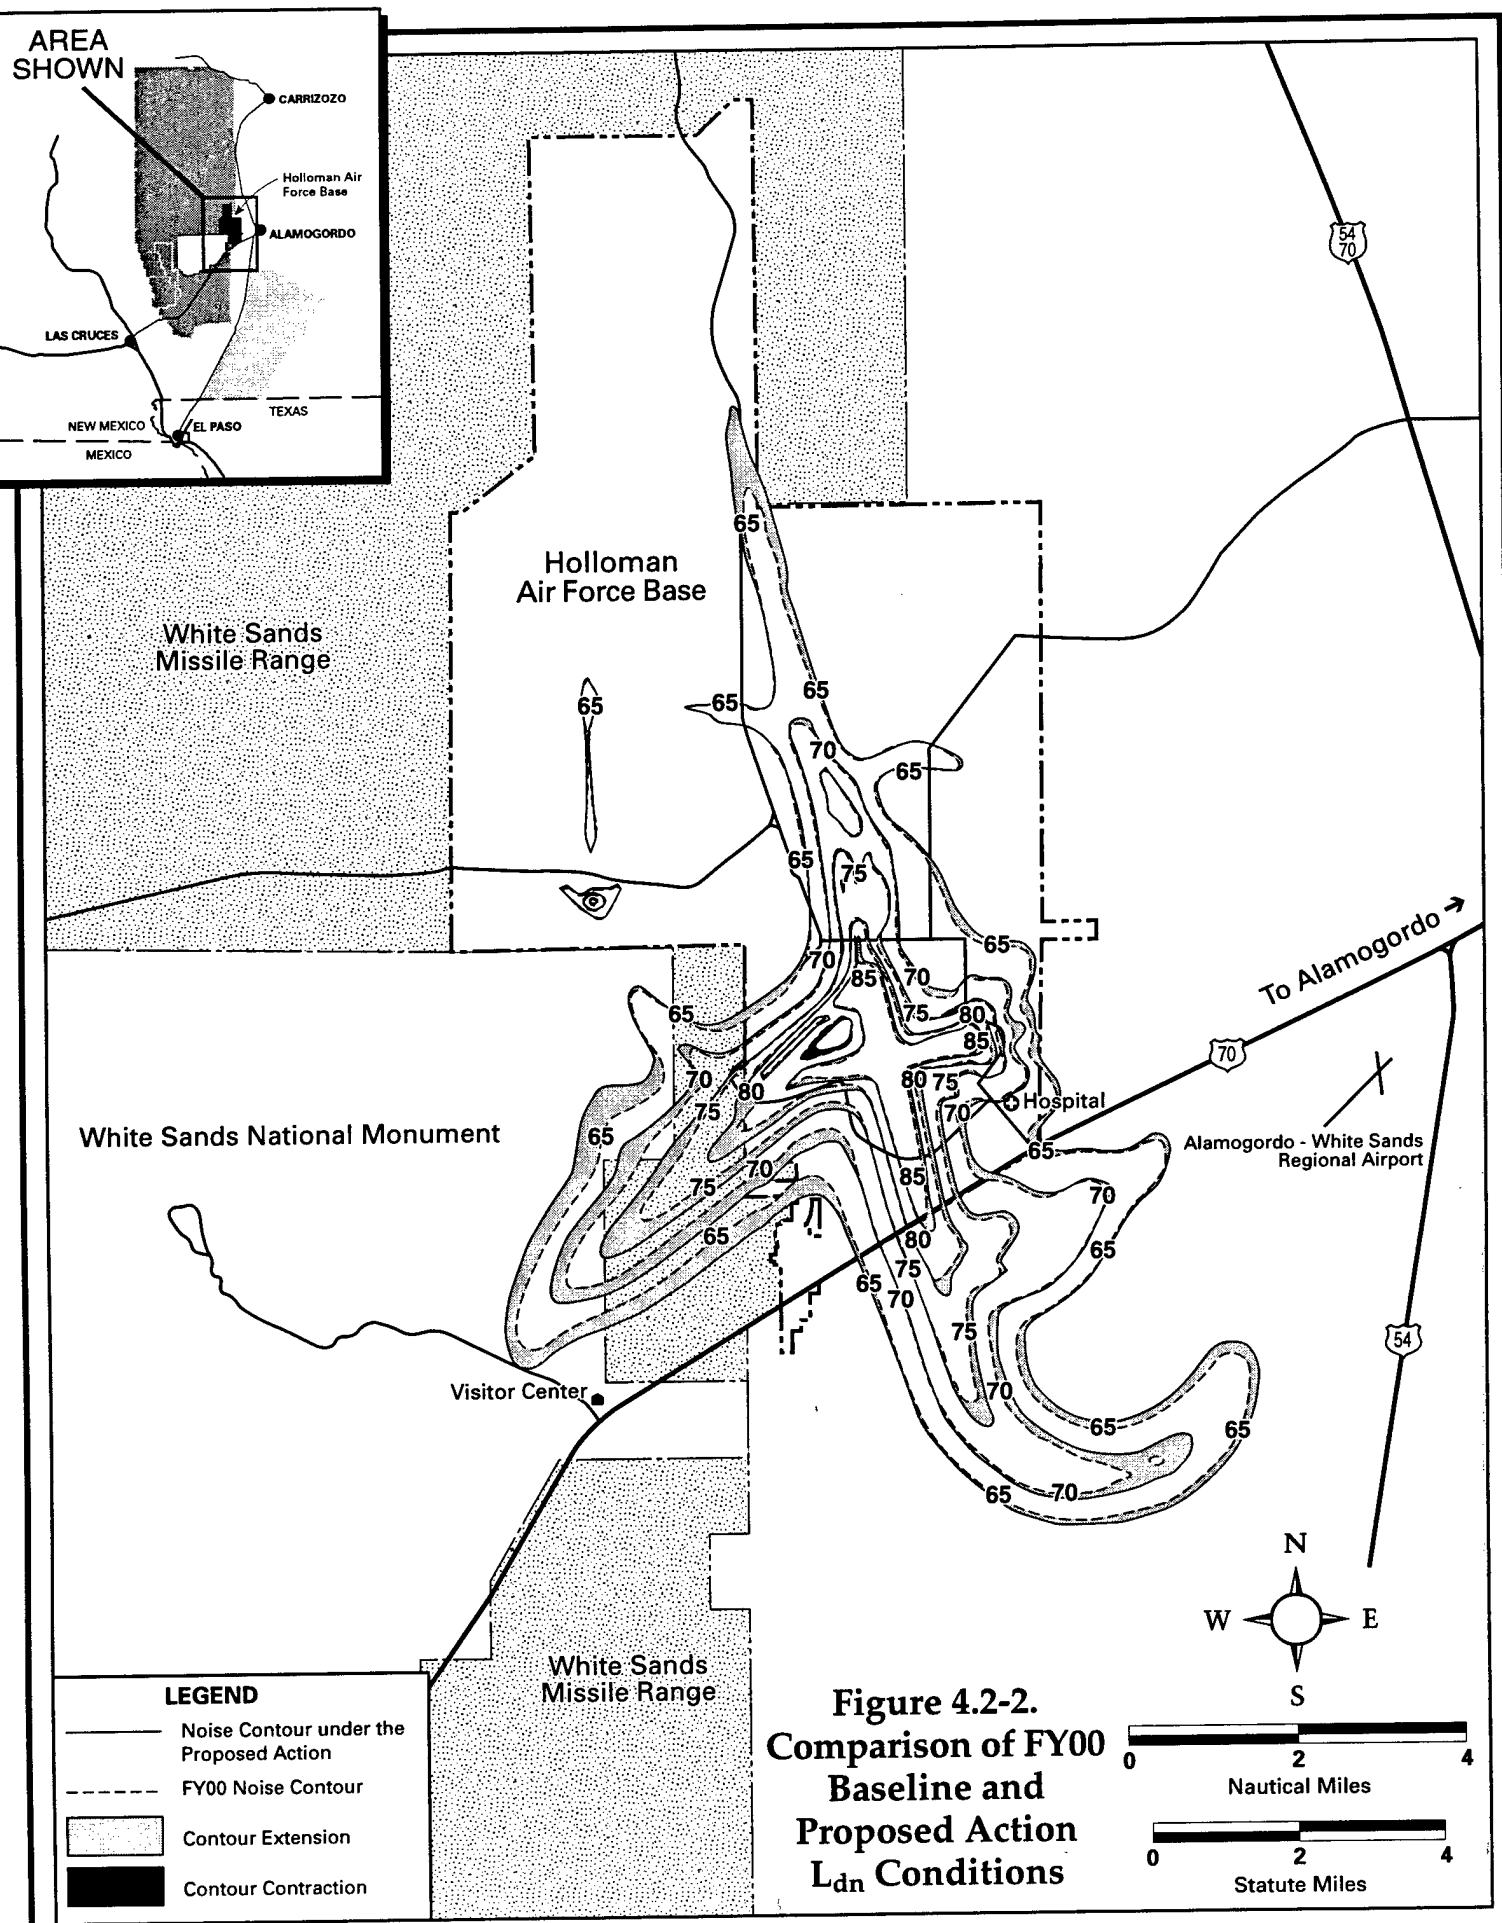 AREA
SHOWN
CARRIZOZO
Holloman Air
Force Base
ALAMOGORDO
LAS CRUCES
TEXAS
NEW MEXICO
EL PASO
MEXICO
54
70
65
Holloman
Air Force Base
White Sands
Missile Range
65
65
65
70
65
65
75
To Alamogordo
65
70
85
70
65
75
80
85
70
70
80
80
75
75
70
Hospital
White Sands National Monument
65
Alamogordo - White Sands
Regional Airport
65
70
85
75
70
65
80
65
75
65
70
75
54
Visitor Center
70
65
65
65
70
N
W
E
S
White Sands
Missile Range
LEGEND
Noise Contour under the
Proposed Action
FY00 Noise Contour
Contour Extension
Contour Contraction
Figure 4.2-2.
Comparison of FY00
Baseline and
Proposed Action
Ldn Conditions
0 2 4
Nautical Miles
0 2 4
Statute Miles